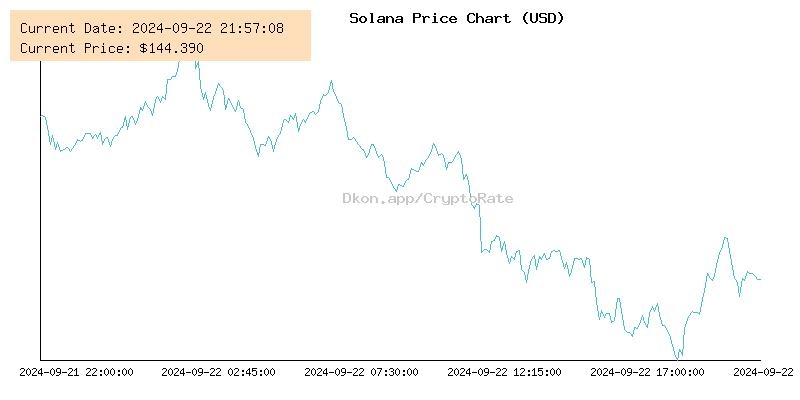 Solana Price Chart (USD)
Current Date: 2024-09-22 21:57:08
Current Price: $144.390
Dkon.app/CryptoRate
2024-09-21 22:00:00 2024-09-22 02:45:00 2024-09-22 07:30:00 2024-09-22 12:15:00 2024-09-22 17:00:00 2024-09-22